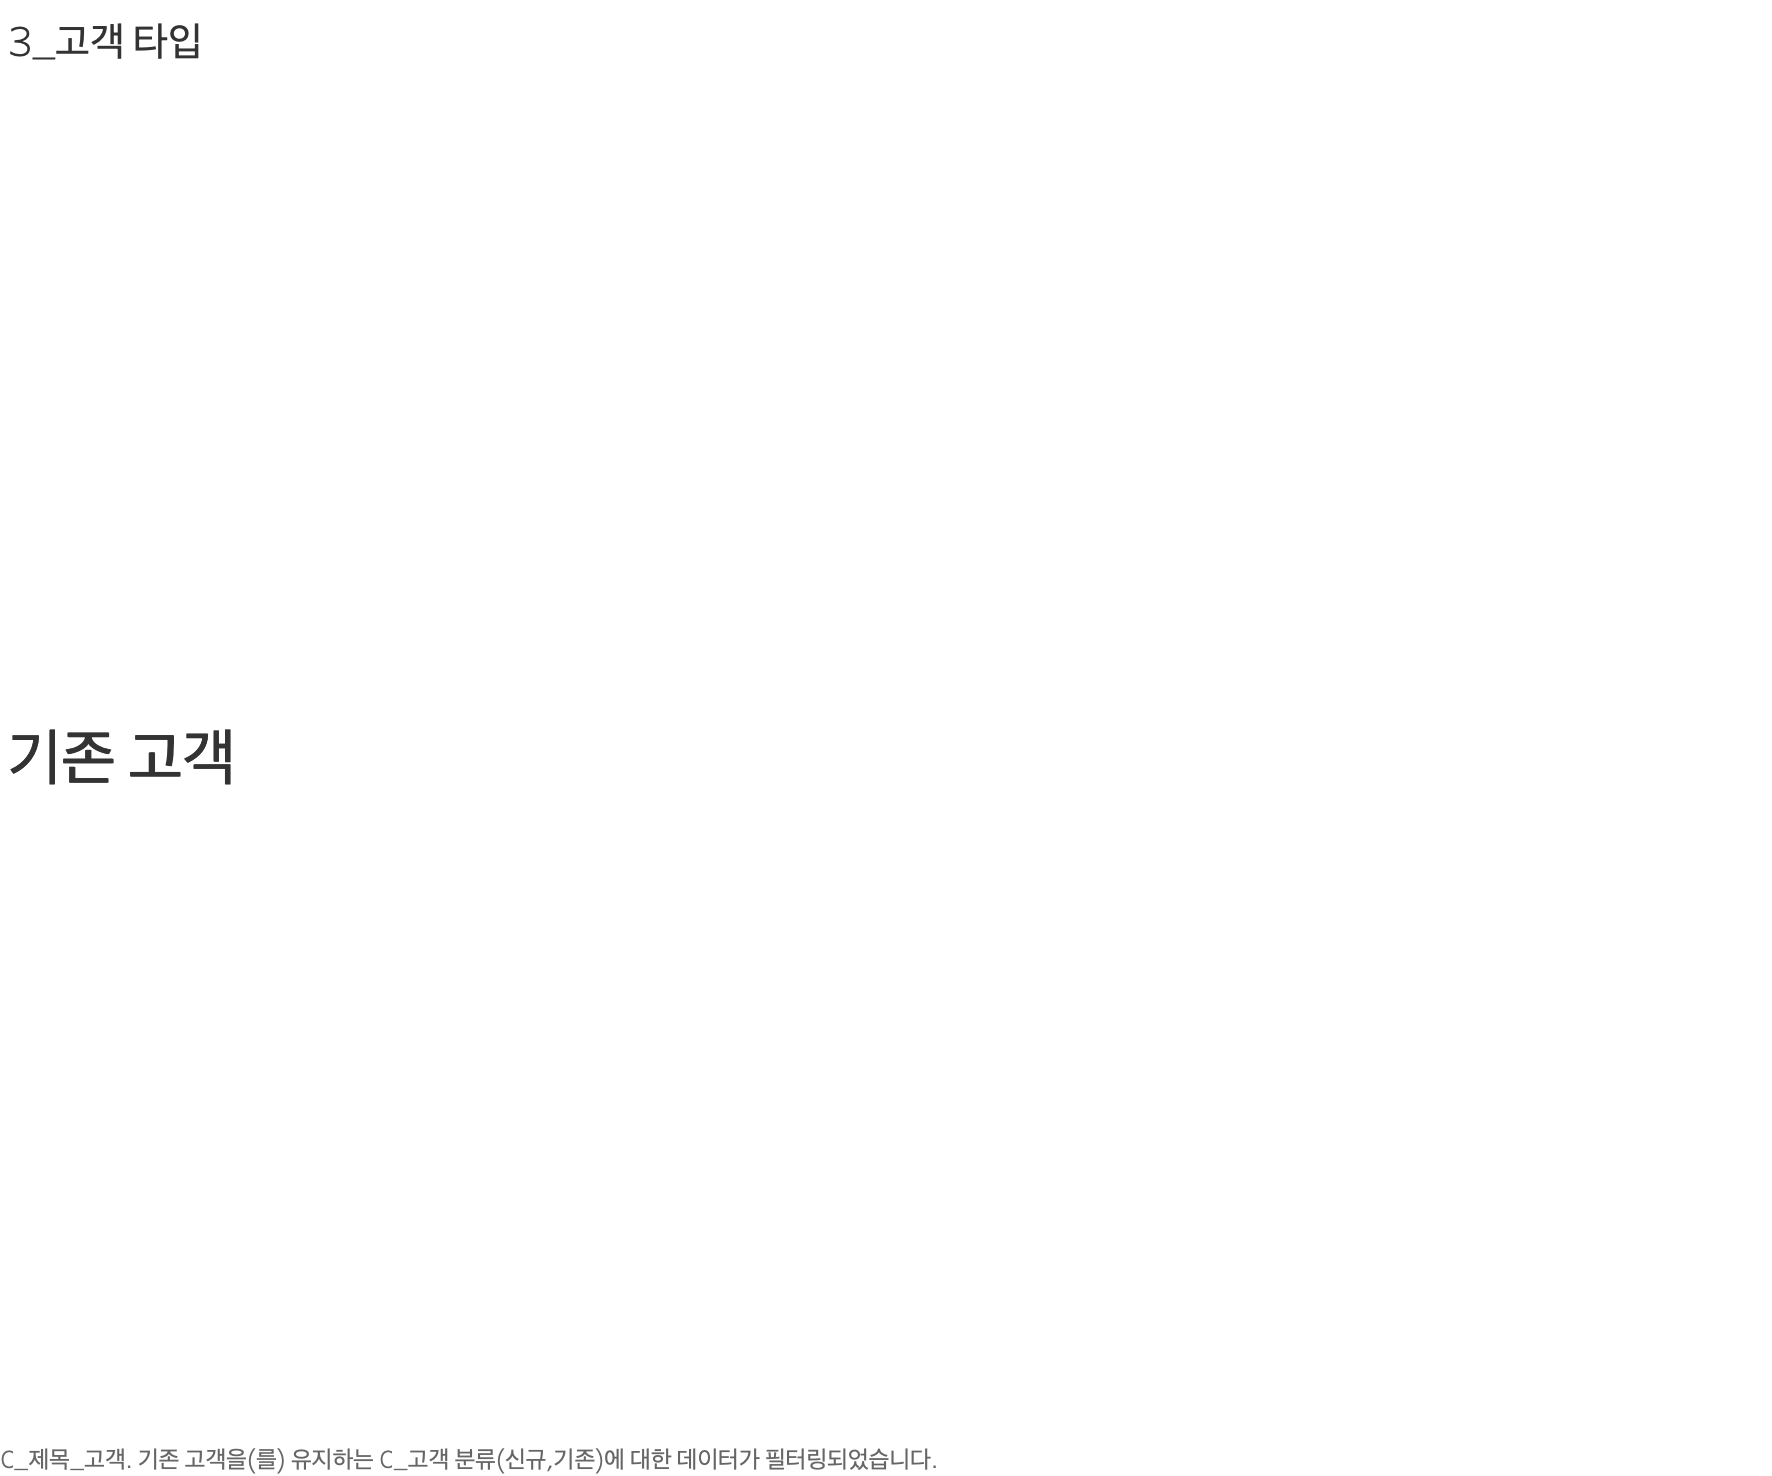 3_고객 타입
기존 고객
C_제목_고객. 기존 고객을(를) 유지하는 C_고객 분류(신규,기존)에 대한 데이터가 필터링되었습니다.